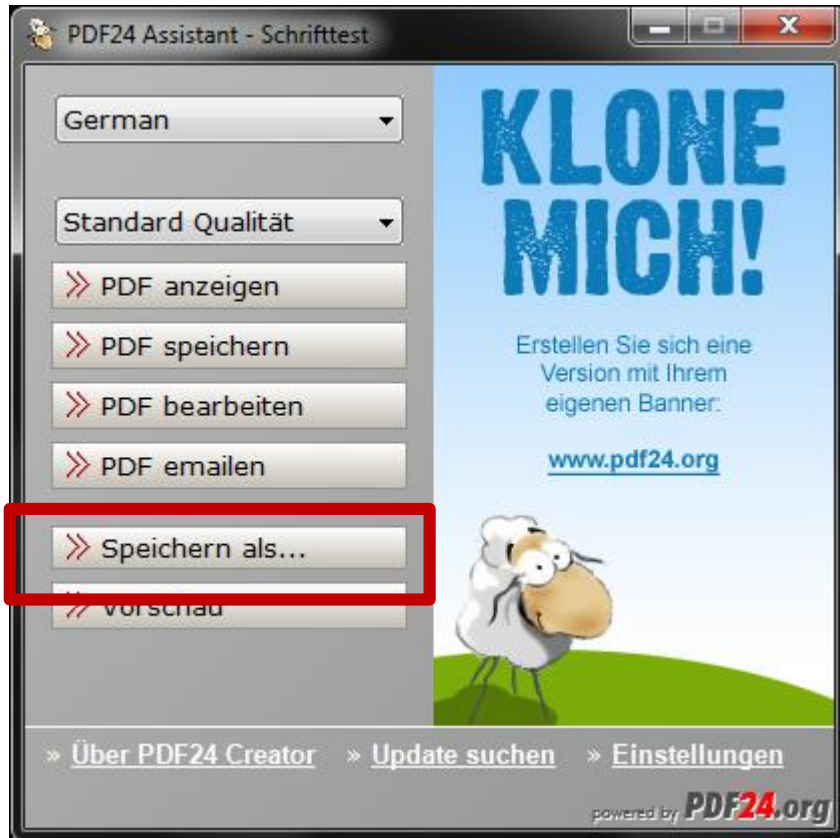 PDF24 Assistant - Schrifttest
German
Standard Qualität
» PDF anzeigen
» PDF speichern
» PDF bearbeiten
» PDF emailen
» Speichern als...
» Vorschau
KLONE
MICH!
Erstellen Sie sich eine
Version mit Ihrem
eigenen Banner:
www.pdf24.org
» Über PDF24 Creator » Update suchen » Einstellungen
powered by PDF24.org